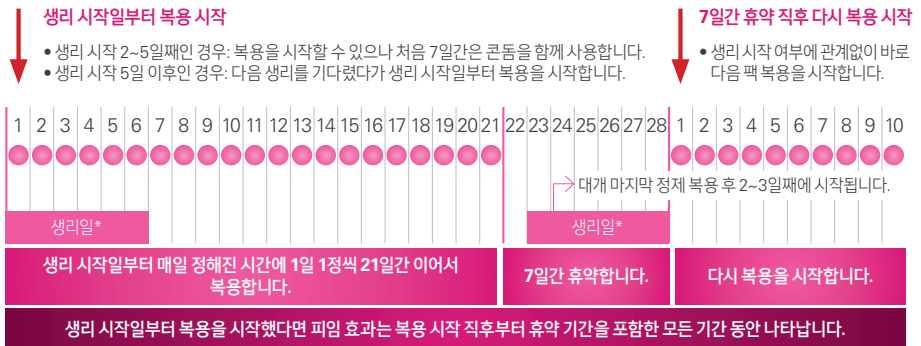 생리 시작일부터 복용 시작
• 생리 시작 2~5일째인 경우: 복용을 시작할 수 있으나 처음 7일간은 콘돔을 함께 사용합니다.
• 생리 시작 5일 이후인 경우: 다음 생리를 기다렸다가 생리 시작일부터 복용을 시작합니다.
7일간 휴약 직후 다시 복용 시작
• 생리 시작 여부에 관계없이 바로
다음 팩 복용을 시작합니다.
1 2 3 4 5 6 7 8 9 10 11 12 13 14 15 16 17 18 19 20 21 22 23 24 25 26 27 28 1 2 3 4 5 6 7 8 9 10
대개 마지막 정제 복용 후 2~3일째에 시작됩니다.
생리일* 생리일*
생리 시작일부터 매일 정해진 시간에 1일 1정씩 21일간 이어서
복용합니다.
7일간 휴약합니다.
다시 복용을 시작합니다.
생리 시작일부터 복용을 시작했다면 피임 효과는 복용 시작 직후부터 휴약 기간을 포함한 모든 기간 동안 나타납니다.